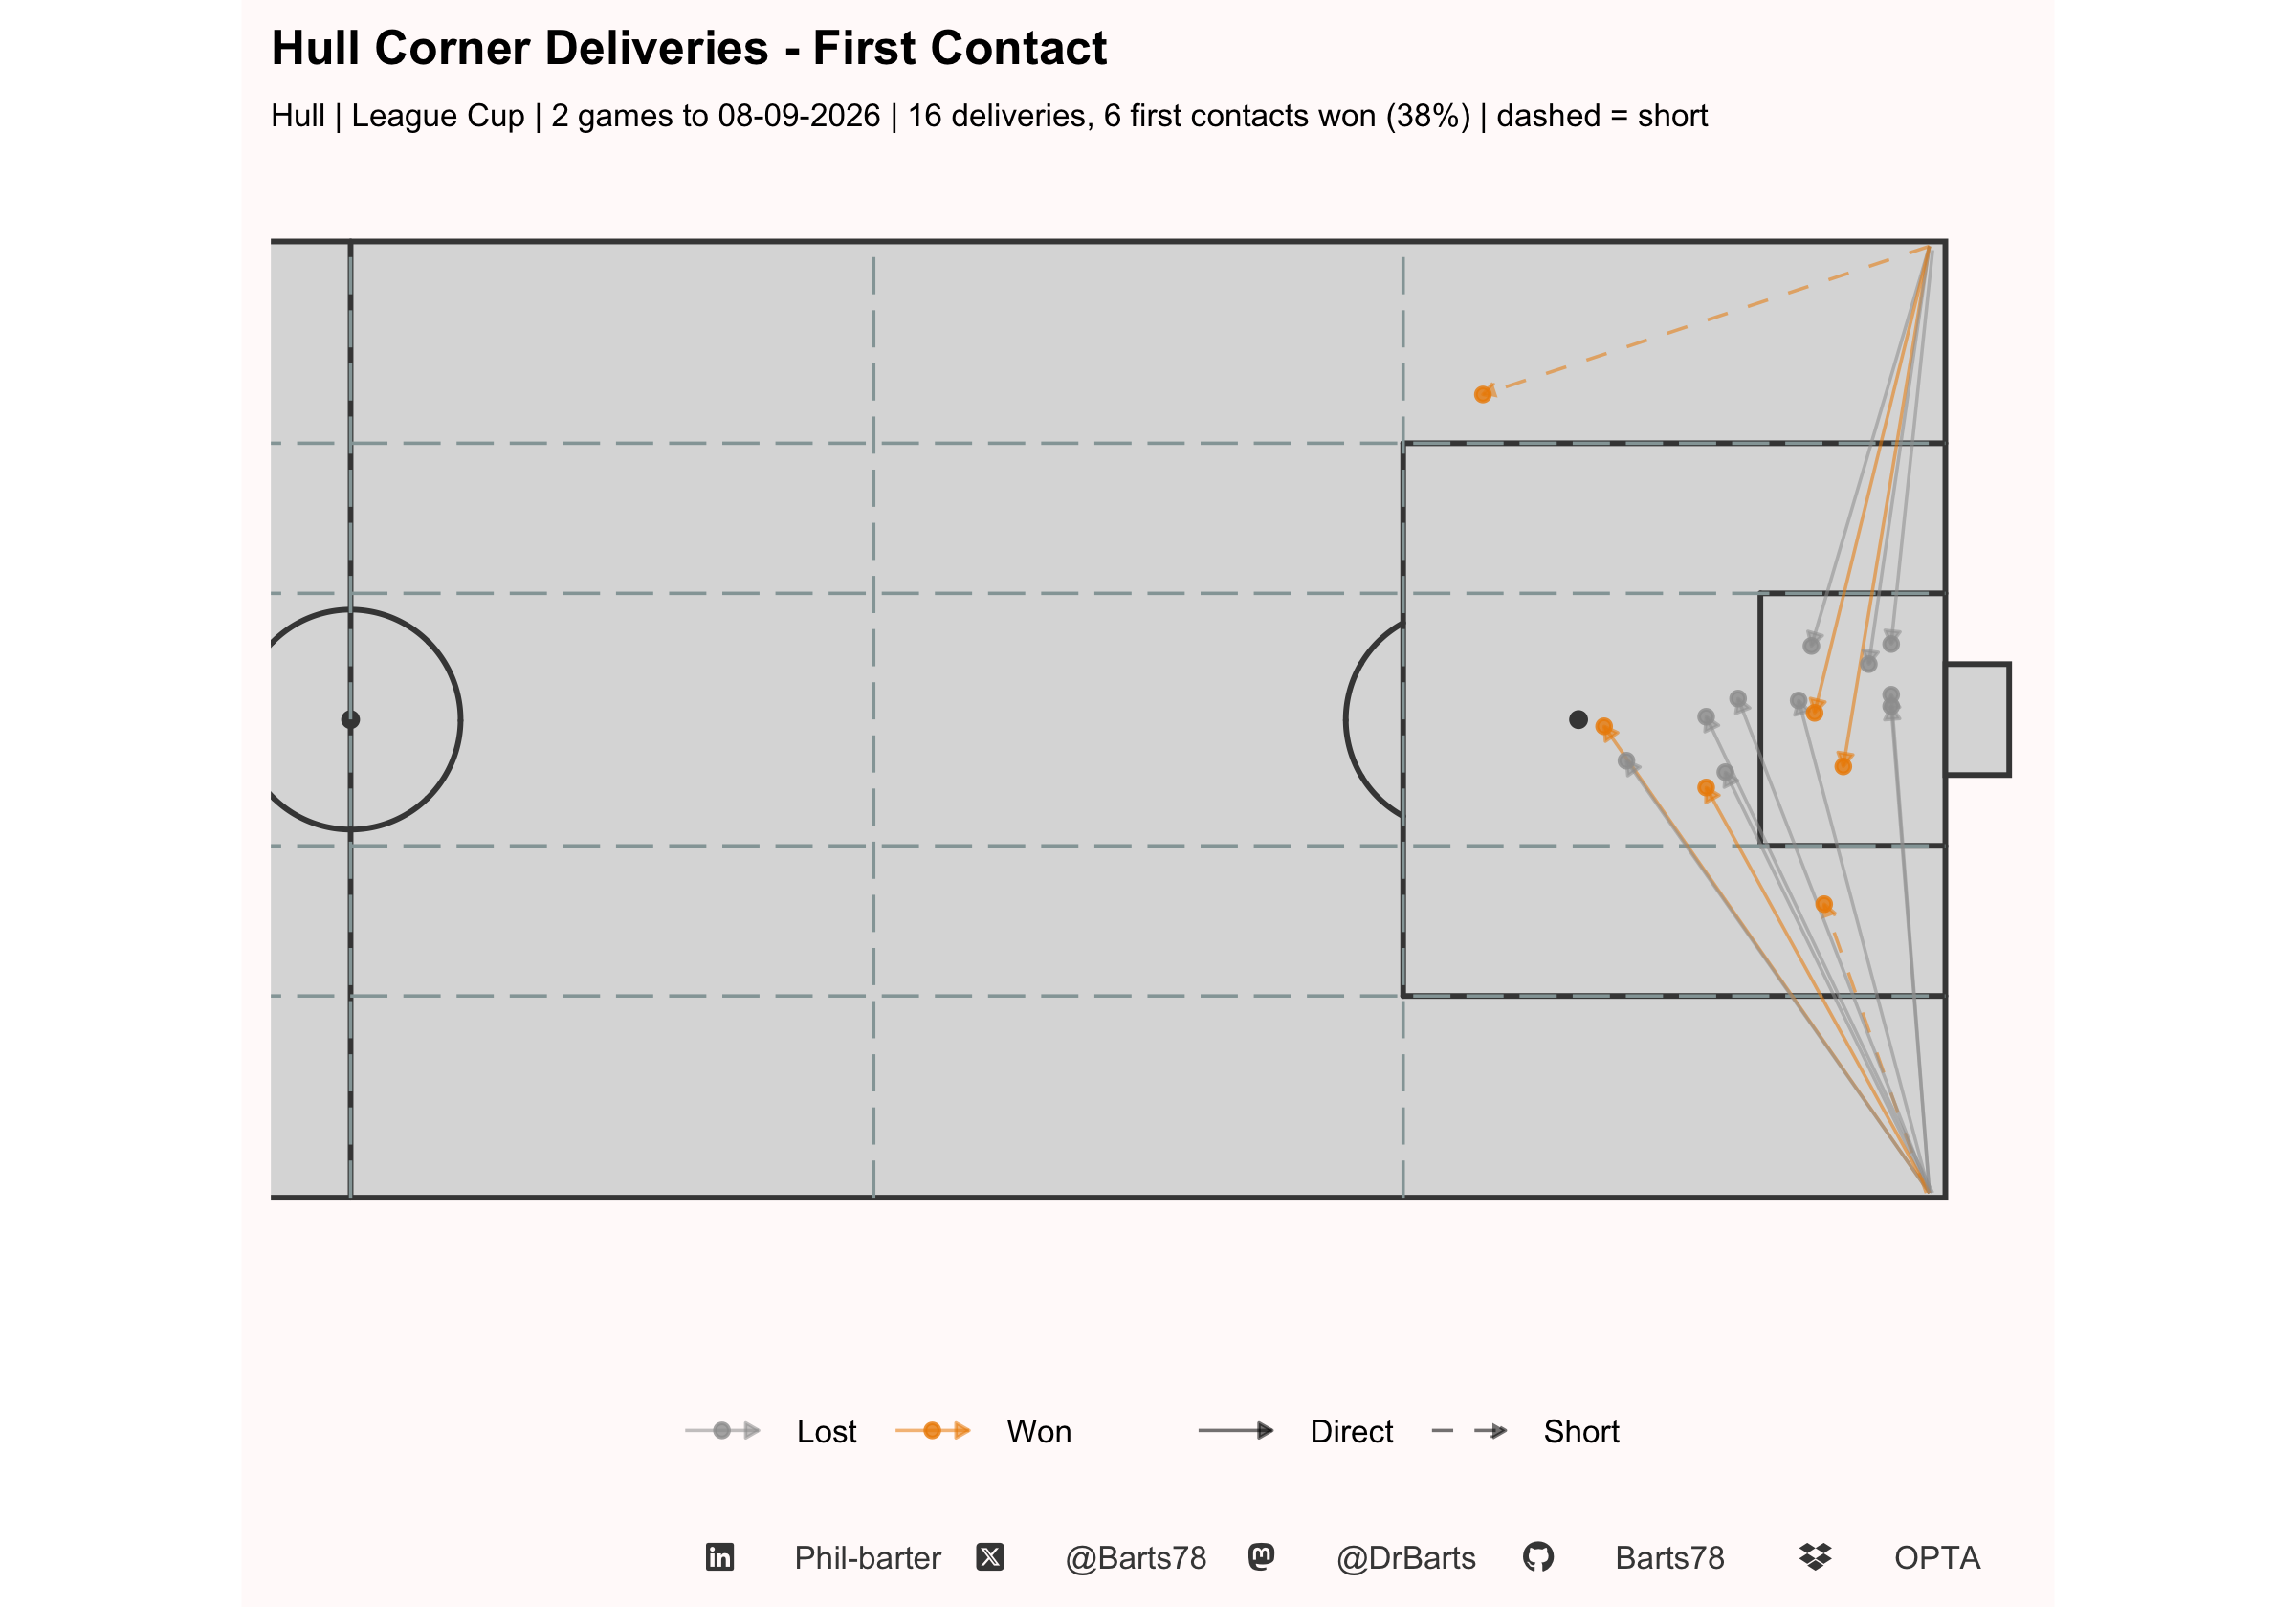 Hull Corner Deliveries - First Contact
Hull | League Cup | 2 games to 08-09-2026 | 16 deliveries, 6 first contacts won (38%) | dashed = short
Lost Won Direct Short
Phil-barter @Barts78 @DrBarts Barts78 OPTA